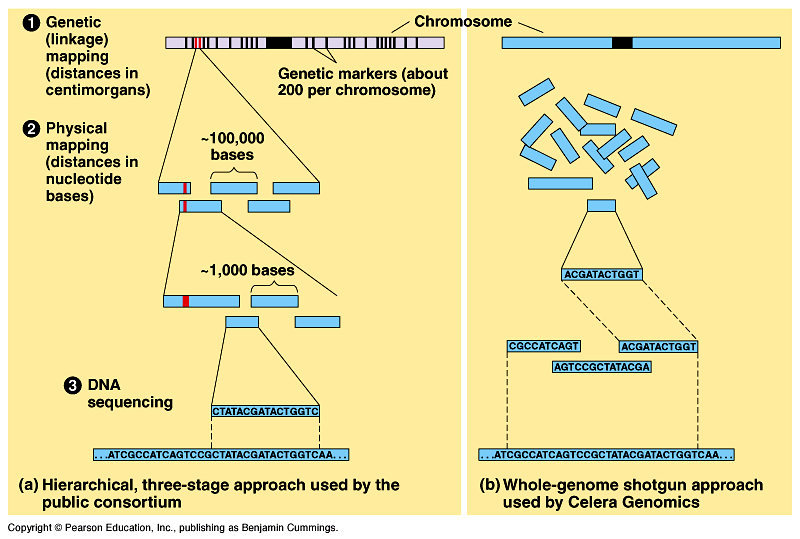 1 Genetic
(linkage)
mapping
(distances in
centimorgans)
Chromosome
Genetic markers (about
200 per chromosome)
2 Physical
mapping
(distances in
nucleotide
bases)
~100,000
bases
~1,000 bases
3 DNA
sequencing
CTATACGATACTGGTC
...ATCGCCATCAGTCCGCTATACGATACTGGTCAA...
(a) Hierarchical, three-stage approach used by the
public consortium
ACGATACTGGT
CGCCATCAGT
ACGATACTGGT
AGTCCGCTATACGA
...ATCGCCATCAGTCCGCTATACGATACTGGTCAA...
(b) Whole-genome shotgun approach
used by Celera Genomics
Copyright © Pearson Education, Inc., publishing as Benjamin Cummings.